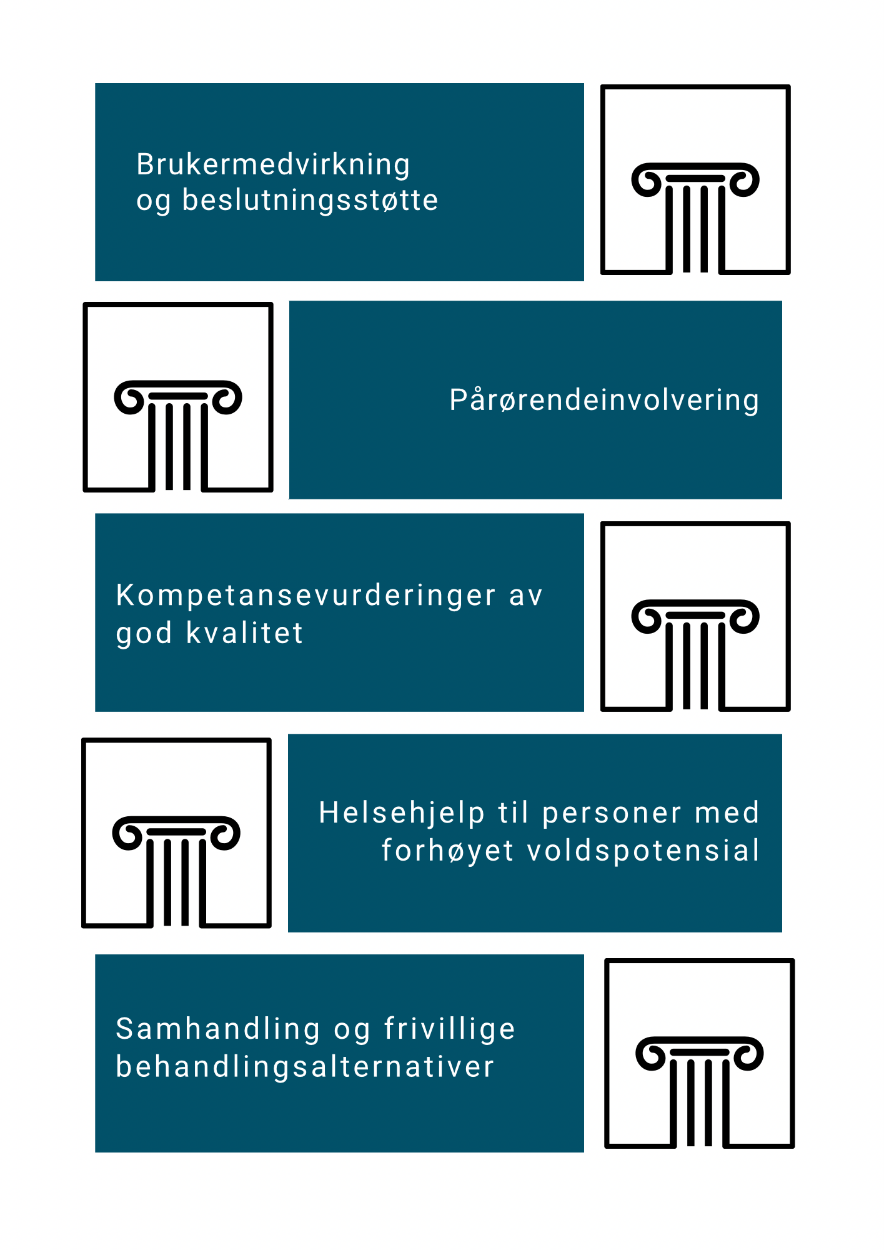 Brukermedvirkning
og beslutningsstøtte
Pårørendeinvolvering
Kompetansevurderinger av
god kvalitet
Helsehjelp til personer med
forhøyet voldspotensial
Samhandling og frivillige
behandlingsalternativer